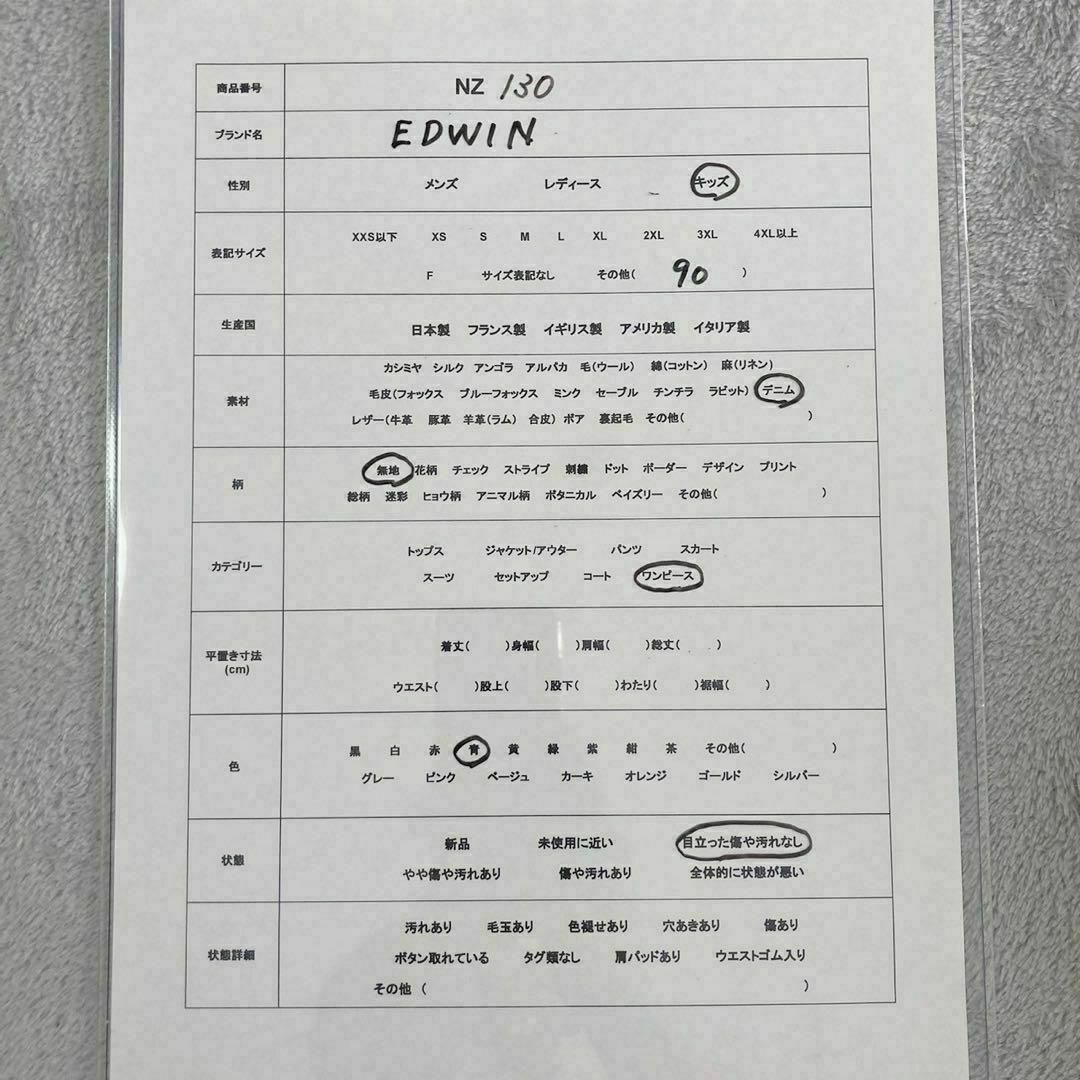 商品番号 NZ 130
ブランド名 EDWIN
性別 メンズ レディース キッズ
表記サイズ
XXS以下 XS S M L XL 2XL 3XL 4XL以上
F サイズ表記なし その他( 90 )
生産国 日本製 フランス製 イギリス製 アメリカ製 イタリア製
素材
カシミヤ シルク アンゴラ アルパカ 毛(ウール) 綿(コットン) 麻(リネン)
毛皮(フォックス ブルーフォックス ミンク セーブル チンチラ ラビット) デニム
レザー(牛革 豚革 羊革(ラム) 合皮) ボア 裏起毛 その他( )
柄
無地 花柄 チェック ストライプ 刺繍 ドット ボーダー デザイン プリント
総柄 迷彩 ヒョウ柄 アニマル柄 ボタニカル ペイズリー その他( )
カテゴリー
トップス ジャケット/アウター パンツ スカート
スーツ セットアップ コート ワンピース
平置き寸法
(cm)
着丈( )身幅( )肩幅( )総丈( )
ウエスト( )股上( )股下( )わたり( )裾幅( )
色
黒 白 赤 青 黄 緑 紫 紺 茶 その他( )
グレー ピンク ベージュ カーキ オレンジ ゴールド シルバー
状態
新品 未使用に近い 目立った傷や汚れなし
やや傷や汚れあり 傷や汚れあり 全体的に状態が悪い
状態詳細
汚れあり 毛玉あり 色褪せあり 穴あきあり 傷あり
ボタン取れている タグ類なし 肩パッドあり ウエストゴム入り
その他 ( )